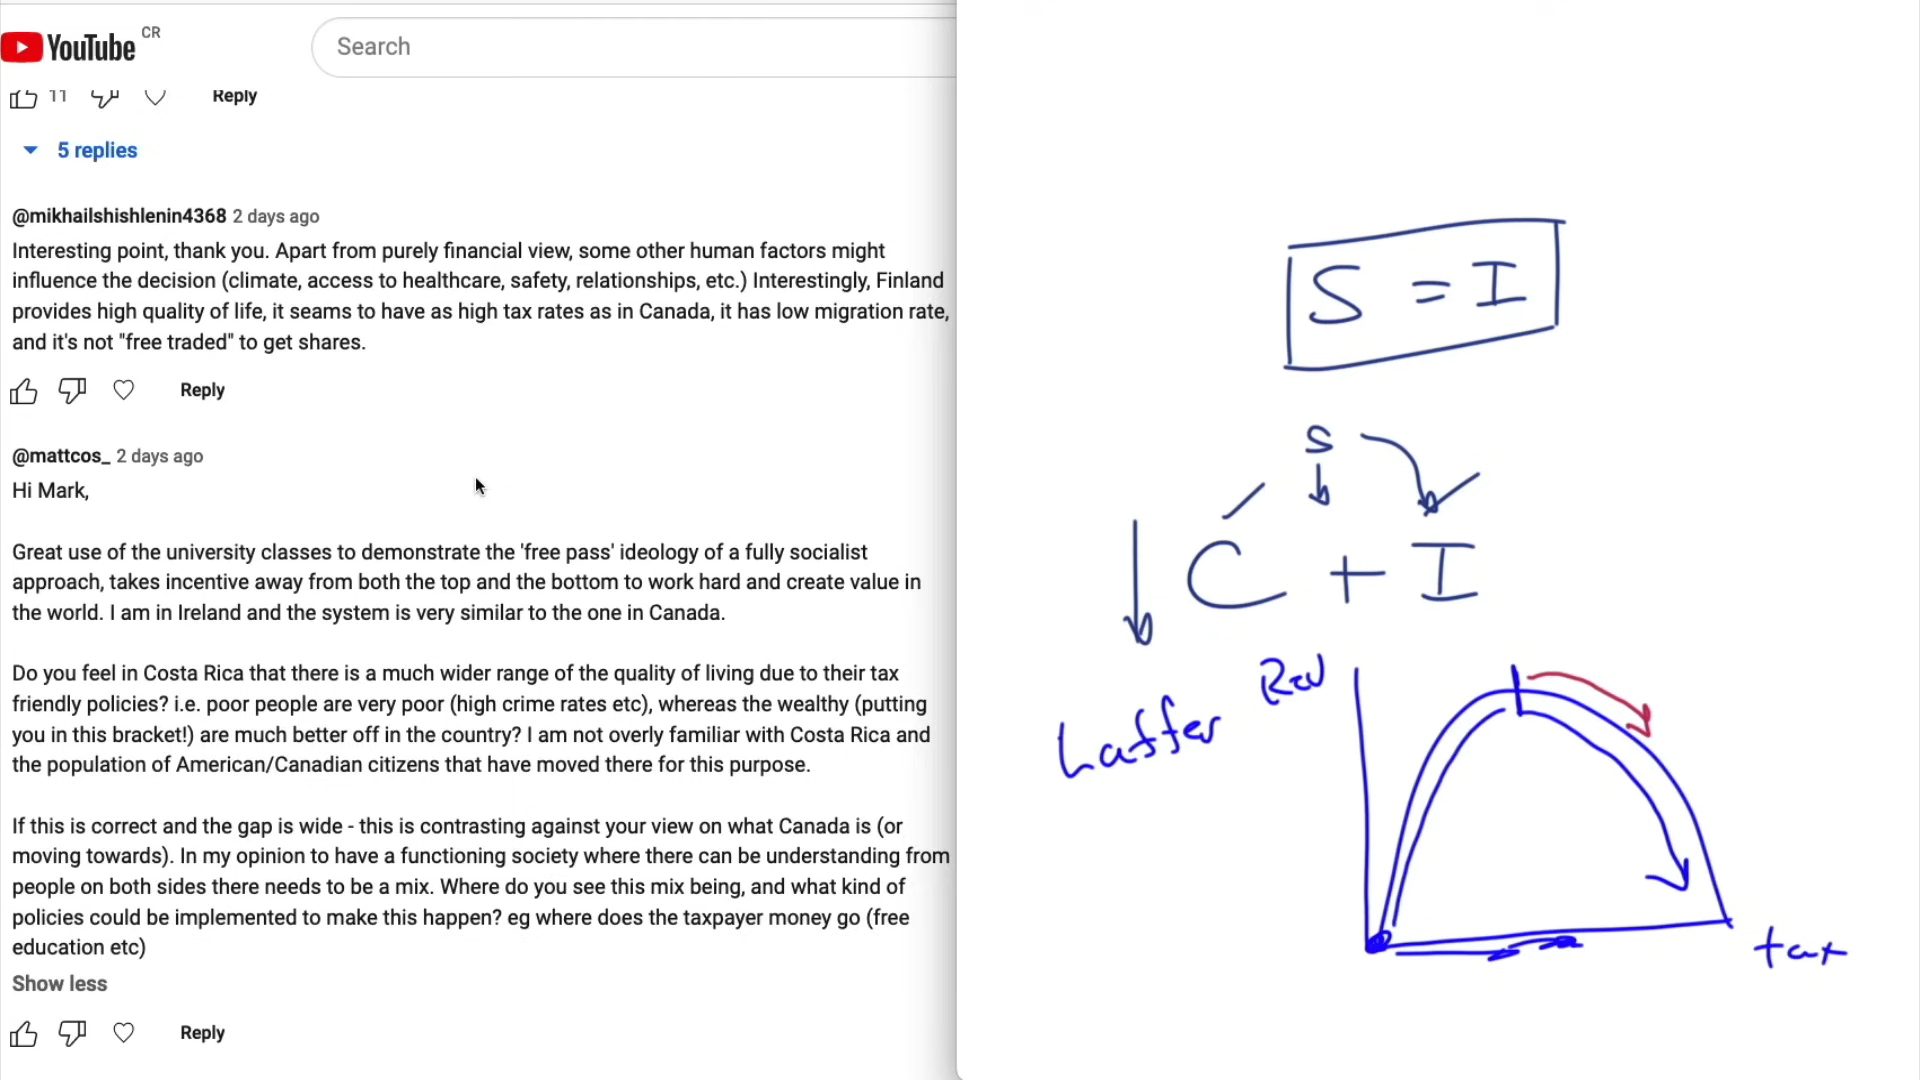 YouTube CR
Search
11 Reply
5 replies
@mikhailshishlenin4368 2 days ago
Interesting point, thank you. Apart from purely financial view, some other human factors might
influence the decision (climate, access to healthcare, safety, relationships, etc.) Interestingly, Finland
provides high quality of life, it seams to have as high tax rates as in Canada, it has low migration rate,
and it's not "free traded" to get shares.
Reply
@mattcos_ 2 days ago
Hi Mark,
Great use of the university classes to demonstrate the 'free pass' ideology of a fully socialist
approach, takes incentive away from both the top and the bottom to work hard and create value in
the world. I am in Ireland and the system is very similar to the one in Canada.
Do you feel in Costa Rica that there is a much wider range of the quality of living due to their tax
friendly policies? i.e. poor people are very poor (high crime rates etc), whereas the wealthy (putting
you in this bracket!) are much better off in the country? I am not overly familiar with Costa Rica and
the population of American/Canadian citizens that have moved there for this purpose.
If this is correct and the gap is wide - this is contrasting against your view on what Canada is (or
moving towards). In my opinion to have a functioning society where there can be understanding from
people on both sides there needs to be a mix. Where do you see this mix being, and what kind of
policies could be implemented to make this happen? eg where does the taxpayer money go (free
education etc)
Show less
Reply
S = I
S
C + I
Rev
Laffer
tax